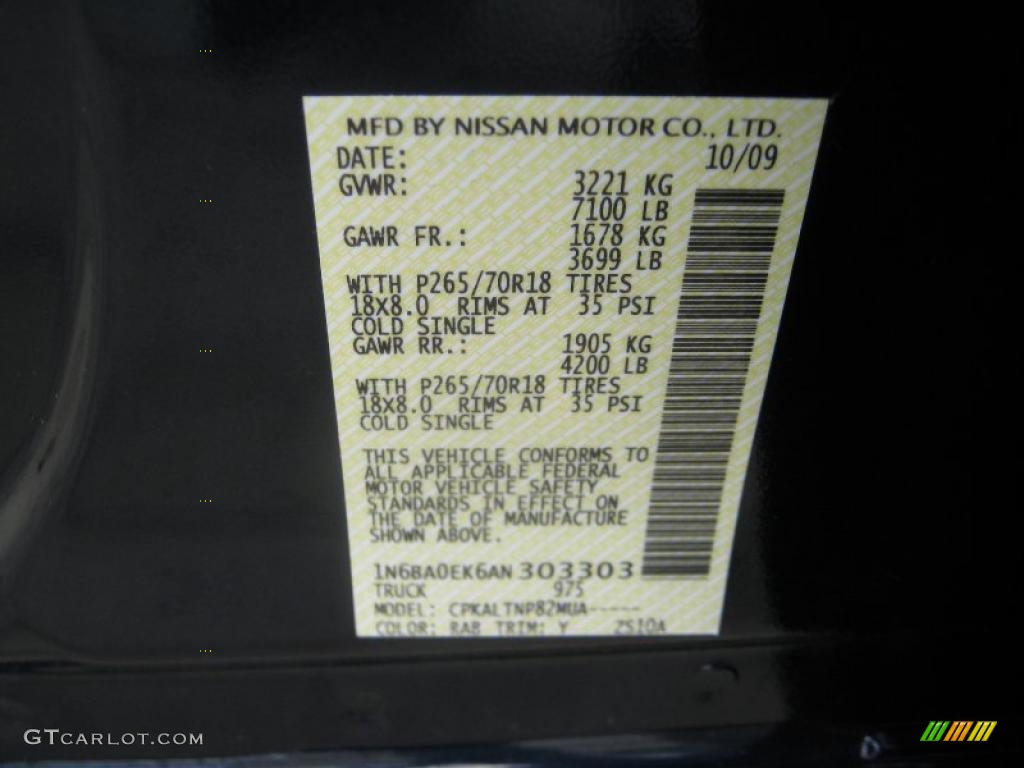 MFD BY NISSAN MOTOR CO., LTD.
DATE: 10/09
GVWR: 3221 KG
7100 LB
GAWR FR.: 1678 KG
3699 LB
WITH P265/70R18 TIRES
18X8.0 RIMS AT 35 PSI
COLD SINGLE
GAWR RR.: 1905 KG
4200 LB
WITH P265/70R18 TIRES
18X8.0 RIMS AT 35 PSI
COLD SINGLE
THIS VEHICLE CONFORMS TO
ALL APPLICABLE FEDERAL
MOTOR VEHICLE SAFETY
STANDARDS IN EFFECT ON
THE DATE OF MANUFACTURE
SHOWN ABOVE.
1N6BA0EK6AN 303303
TRUCK 975
MODEL: CPKALTNP82MUA-----
COLOR: RAB TRIM: Y ZS10A
GTCARLOT.COM